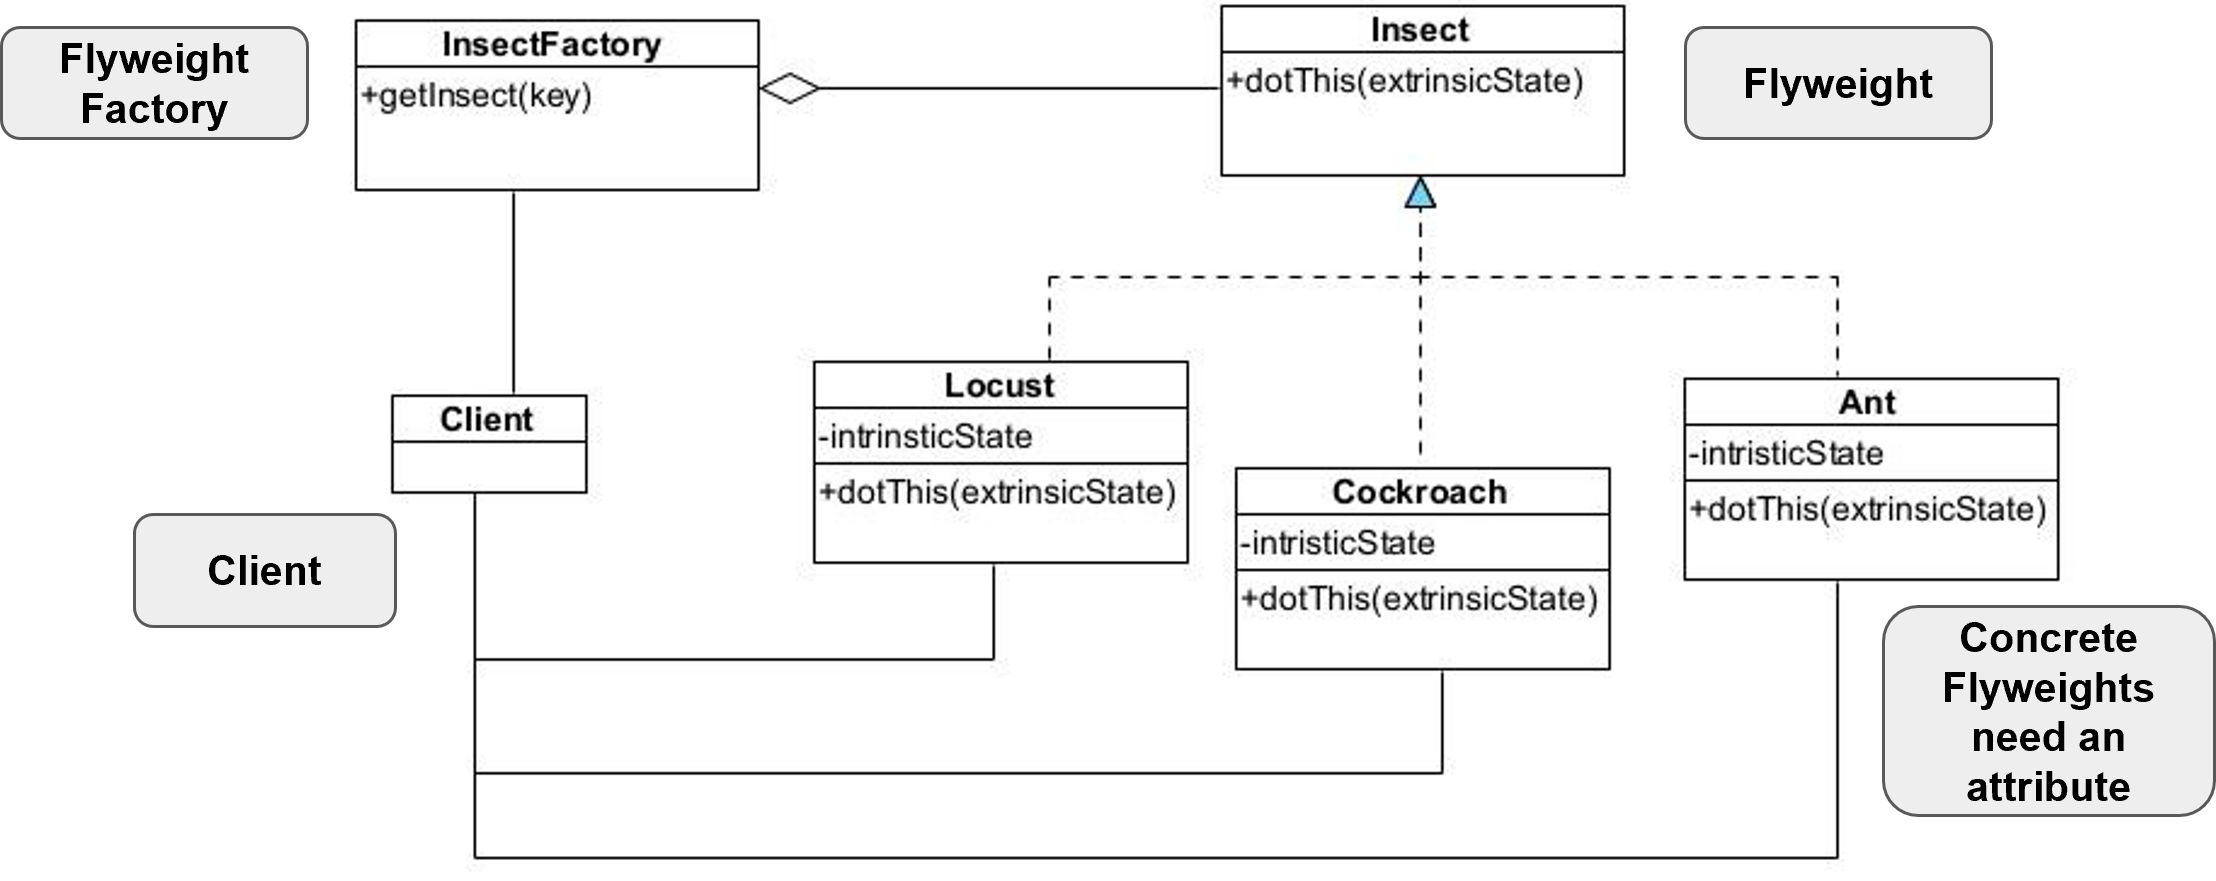 Flyweight
Factory
InsectFactory
+getInsect(key)
Insect
+dotThis(extrinsicState)
Flyweight
Client
Client
Locust
-intrinsticState
+dotThis(extrinsicState)
Cockroach
-intristicState
+dotThis(extrinsicState)
Ant
-intristicState
+dotThis(extrinsicState)
Concrete
Flyweights
need an
attribute